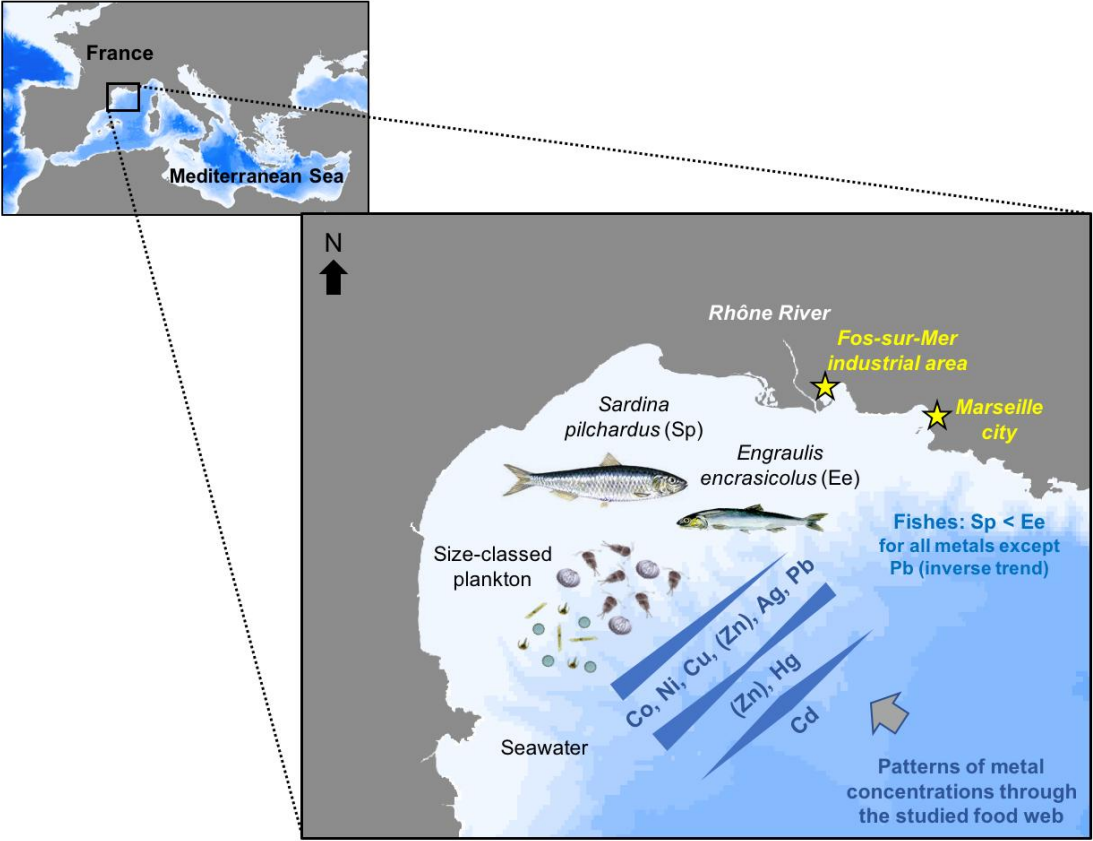 France
Mediterranean Sea
N
Rhône River
Fos-sur-Mer
industrial area
Marseille
city
Sardina
pilchardus (Sp)
Engraulis
encrasicolus (Ee)
Fishes: Sp < Ee
for all metals except
Pb (inverse trend)
Size-classed
plankton
Co, Ni, Cu, (Zn), Ag, Pb
(Zn), Hg
Cd
Seawater
Patterns of metal
concentrations through
the studied food web